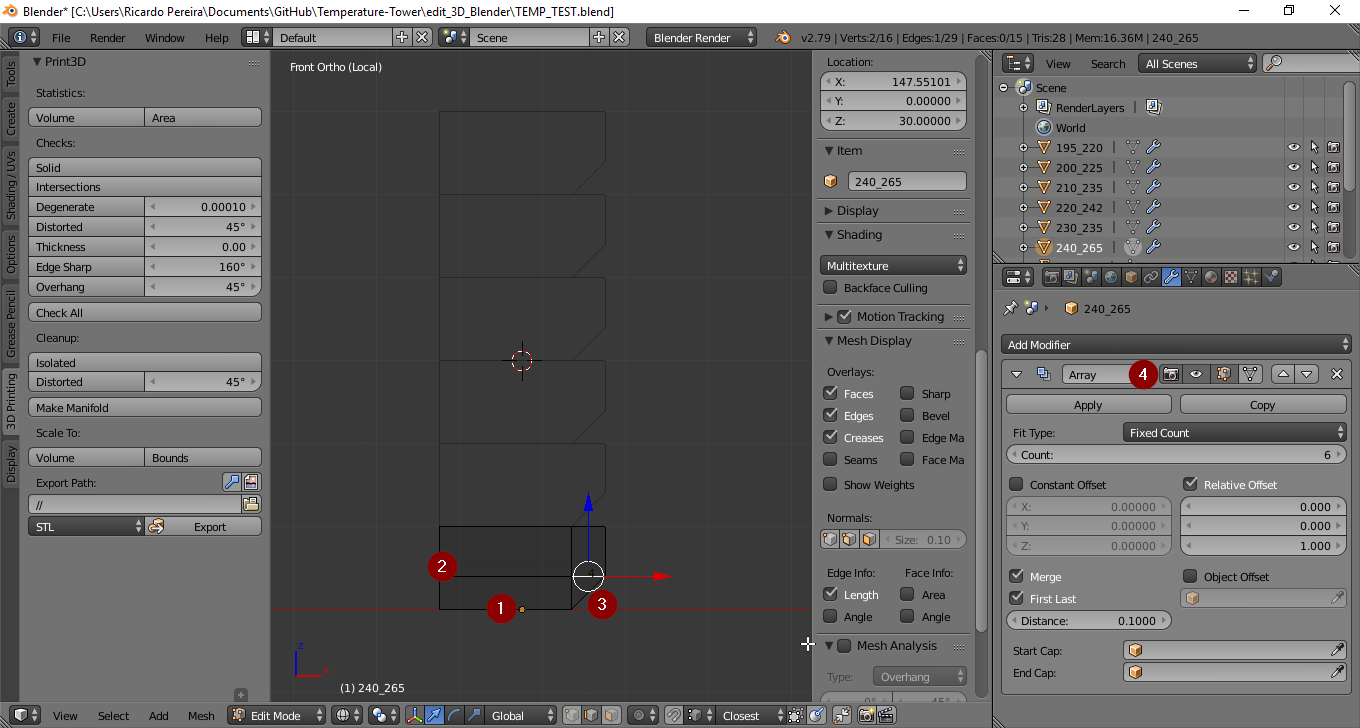 Blender* [C:\Users\Ricardo Pereira\Documents\GitHub\Temperature-Tower\edit_3D_Blender\TEMP_TEST.blend]
File Render Window Help Default Scene Blender Render v2.79 | Verts:2/16 | Edges:1/29 | Faces:0/15 | Tris:28 | Mem:16.36M | 240_265
Tools
Create
Shading / UVs
Options
Grease Pencil
3D Printing
Display
Print3D
Statistics:
Volume Area
Checks:
Solid
Intersections
Degenerate 0.00010
Distorted 45°
Thickness 0.00
Edge Sharp 160°
Overhang 45°
Check All
Cleanup:
Isolated
Distorted 45°
Make Manifold
Scale To:
Volume Bounds
Export Path:
//
STL Export
Front Ortho (Local)
2
1
3
z
x
(1) 240_265
Location:
X: 147.55101
Y: 0.00000
Z: 30.00000
Item
240_265
Display
Shading
Multitexture
Backface Culling
Motion Tracking
Mesh Display
Overlays:
Faces Sharp
Edges Bevel
Creases Edge Ma
Seams Face Ma
Show Weights
Normals:
Size: 0.10
Edge Info: Face Info:
Length Area
Angle Angle
Mesh Analysis
Type: Overhang
0° 45°
View Search All Scenes
Scene
RenderLayers |
World
195_220 |
200_225 |
210_235 |
220_242 |
230_235 |
240_265 |
240_265
Add Modifier
Array 4
Apply Copy
Fit Type: Fixed Count
Count: 6
Constant Offset Relative Offset
X: 0.00000 0.000
Y: 0.00000 0.000
Z: 0.00000 1.000
Merge Object Offset
First Last
Distance: 0.1000
Start Cap:
End Cap:
View Select Add Mesh Edit Mode Global Closest